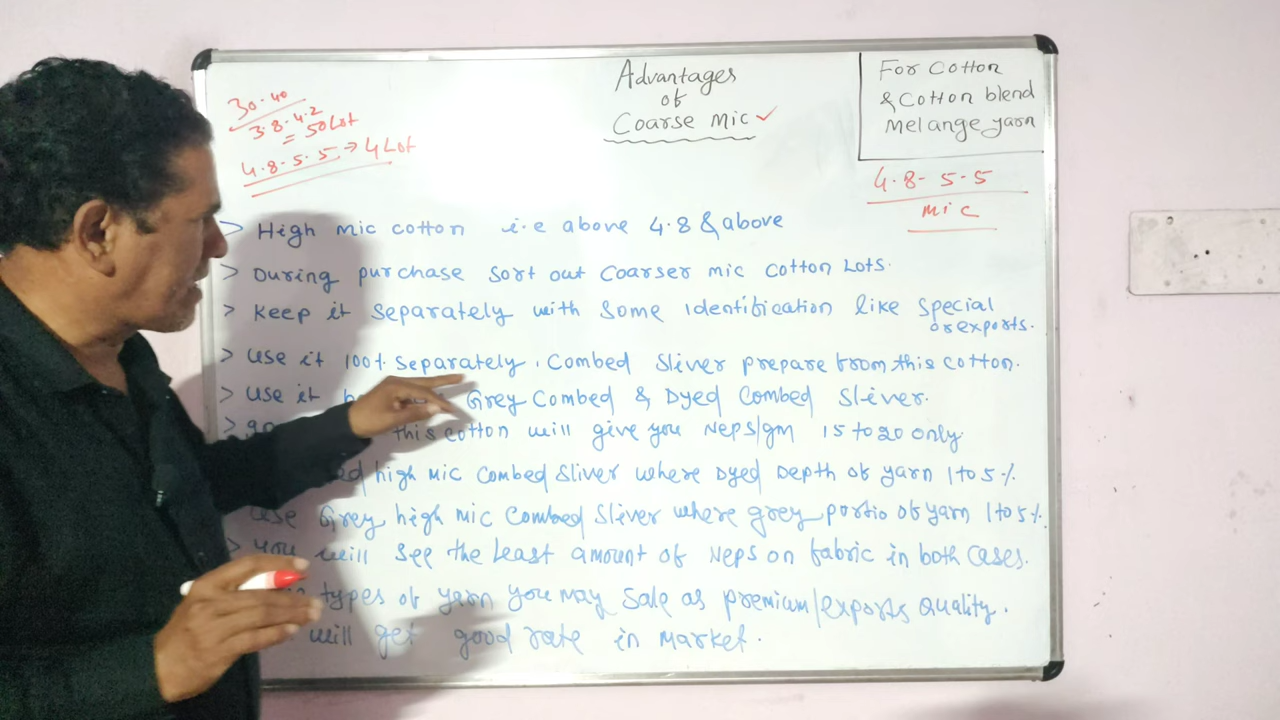 30.40
3.8-4.2
= 50 Lot
4.8-5.5 → 4 Lot
Advantages
of
Coarse Mic ✓
For Cotton
& Cotton blend
Melange yarn
4.8-5.5
Mic
> High mic cotton i.e above 4.8 & above
> During purchase sort out coarser mic cotton Lots.
> Keep it separately with some identification like special
or exports.
> Use it 100% separately. Combed sliver prepare from this cotton.
> Use it Grey Combed & Dyed Combed Sliver.
> this cotton will give you Neps/gm 15 to 20 only
high mic combed sliver where Dyed Depth of yarn 1 to 5%
Use Grey high mic combed sliver where grey portio of yarn 1 to 5%.
> You will see the Least amount of Neps on fabric in both cases.
types of yarn you may sale as premium/exports quality.
will get good rate in market.